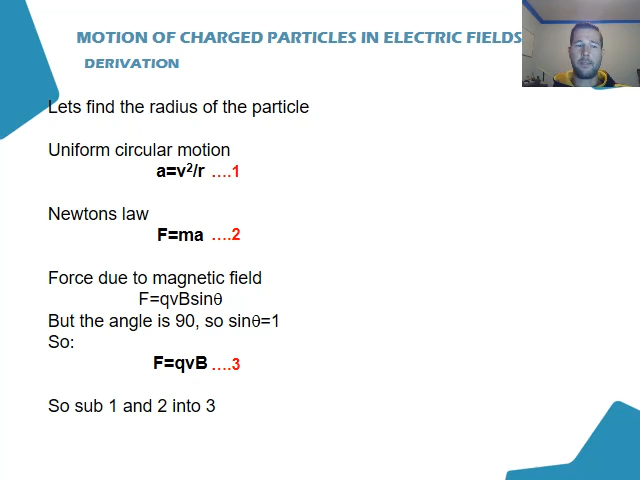 MOTION OF CHARGED PARTICLES IN ELECTRIC FIELDS
DERIVATION
Lets find the radius of the particle
Uniform circular motion
a=v²/r ....1
Newtons law
F=ma ....2
Force due to magnetic field
F=qvBsinθ
But the angle is 90, so sinθ=1
So:
F=qvB ....3
So sub 1 and 2 into 3